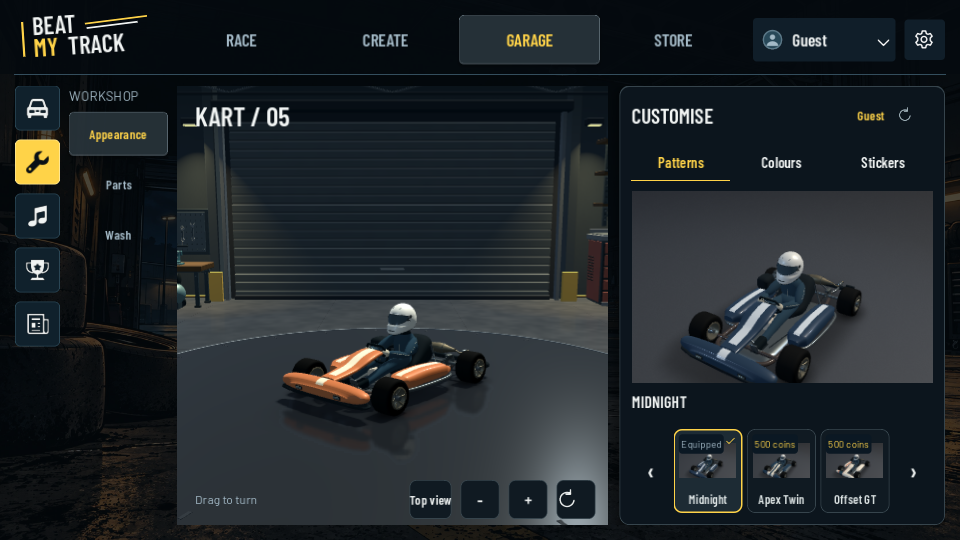 BEAT
MY TRACK
RACE
CREATE
GARAGE
STORE
Guest
WORKSHOP
Appearance
Parts
Wash
KART / 05
Drag to turn
Top view
-
+
CUSTOMISE
Guest
Patterns
Colours
Stickers
MIDNIGHT
‹
Equipped ✓
Midnight
500 coins
Apex Twin
500 coins
Offset GT
›